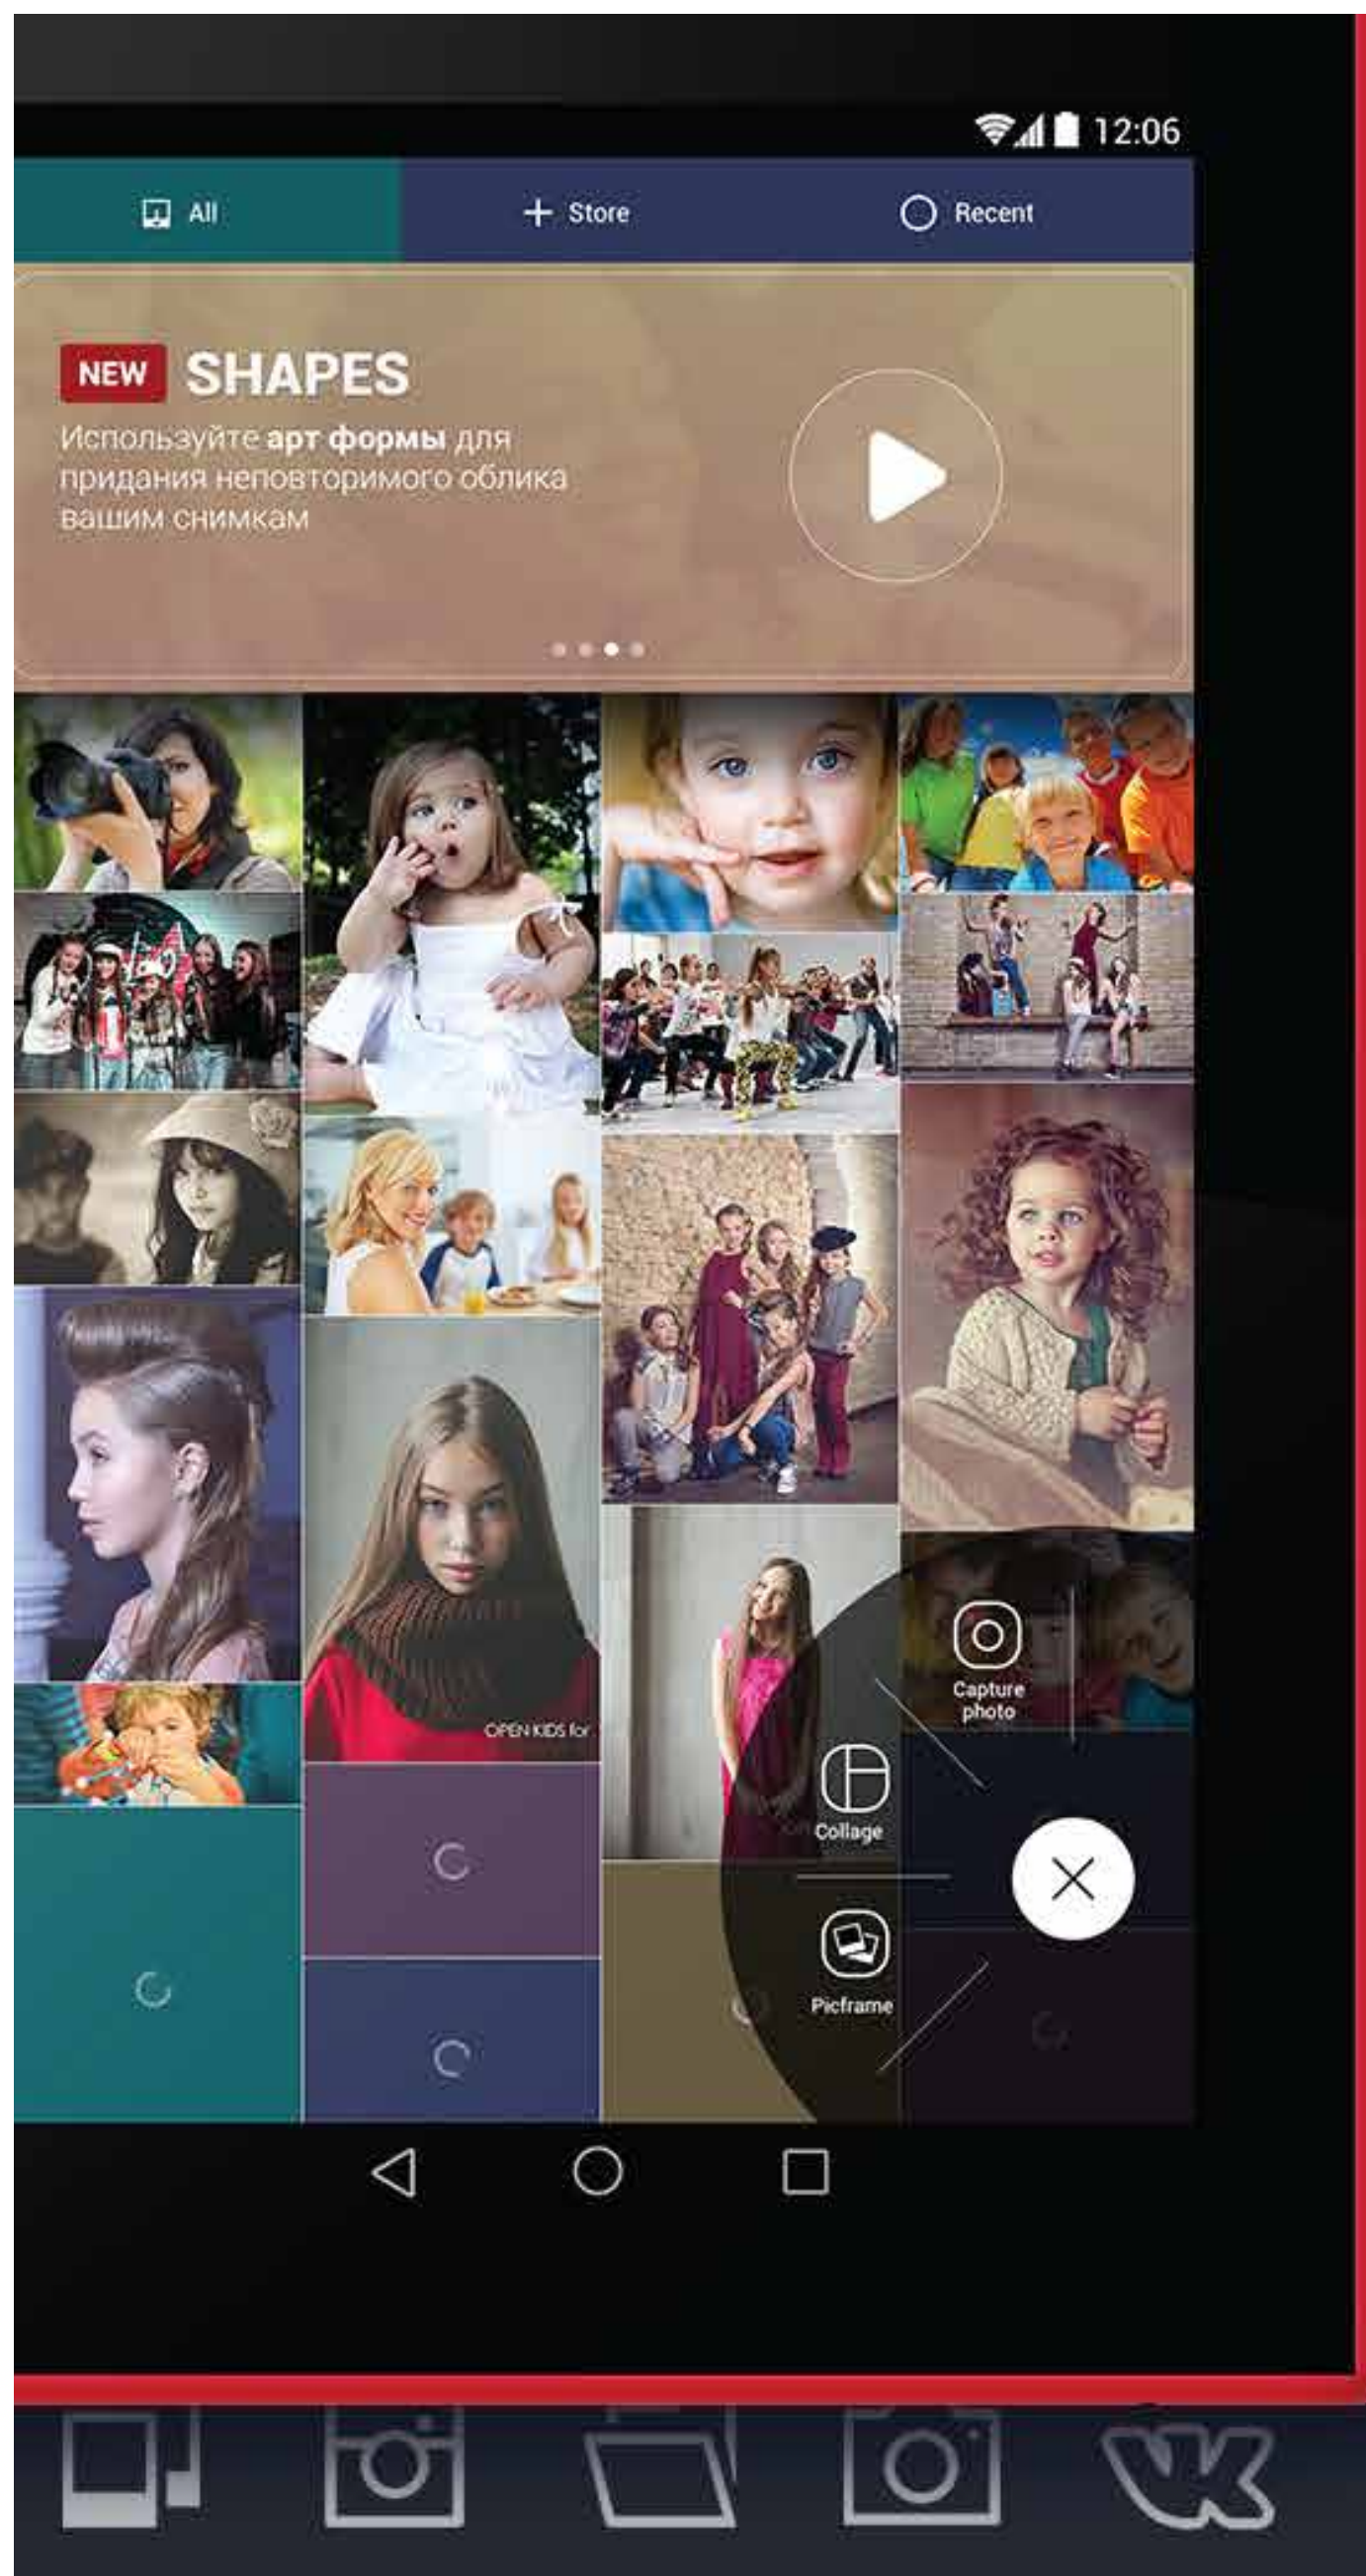 12:06
All
Store
Recent
NEW SHAPES
Используйте арт формы для
придания неповторимого облика
вашим снимкам
OPEN KIDS for
Capture
photo
Collage
Picframe